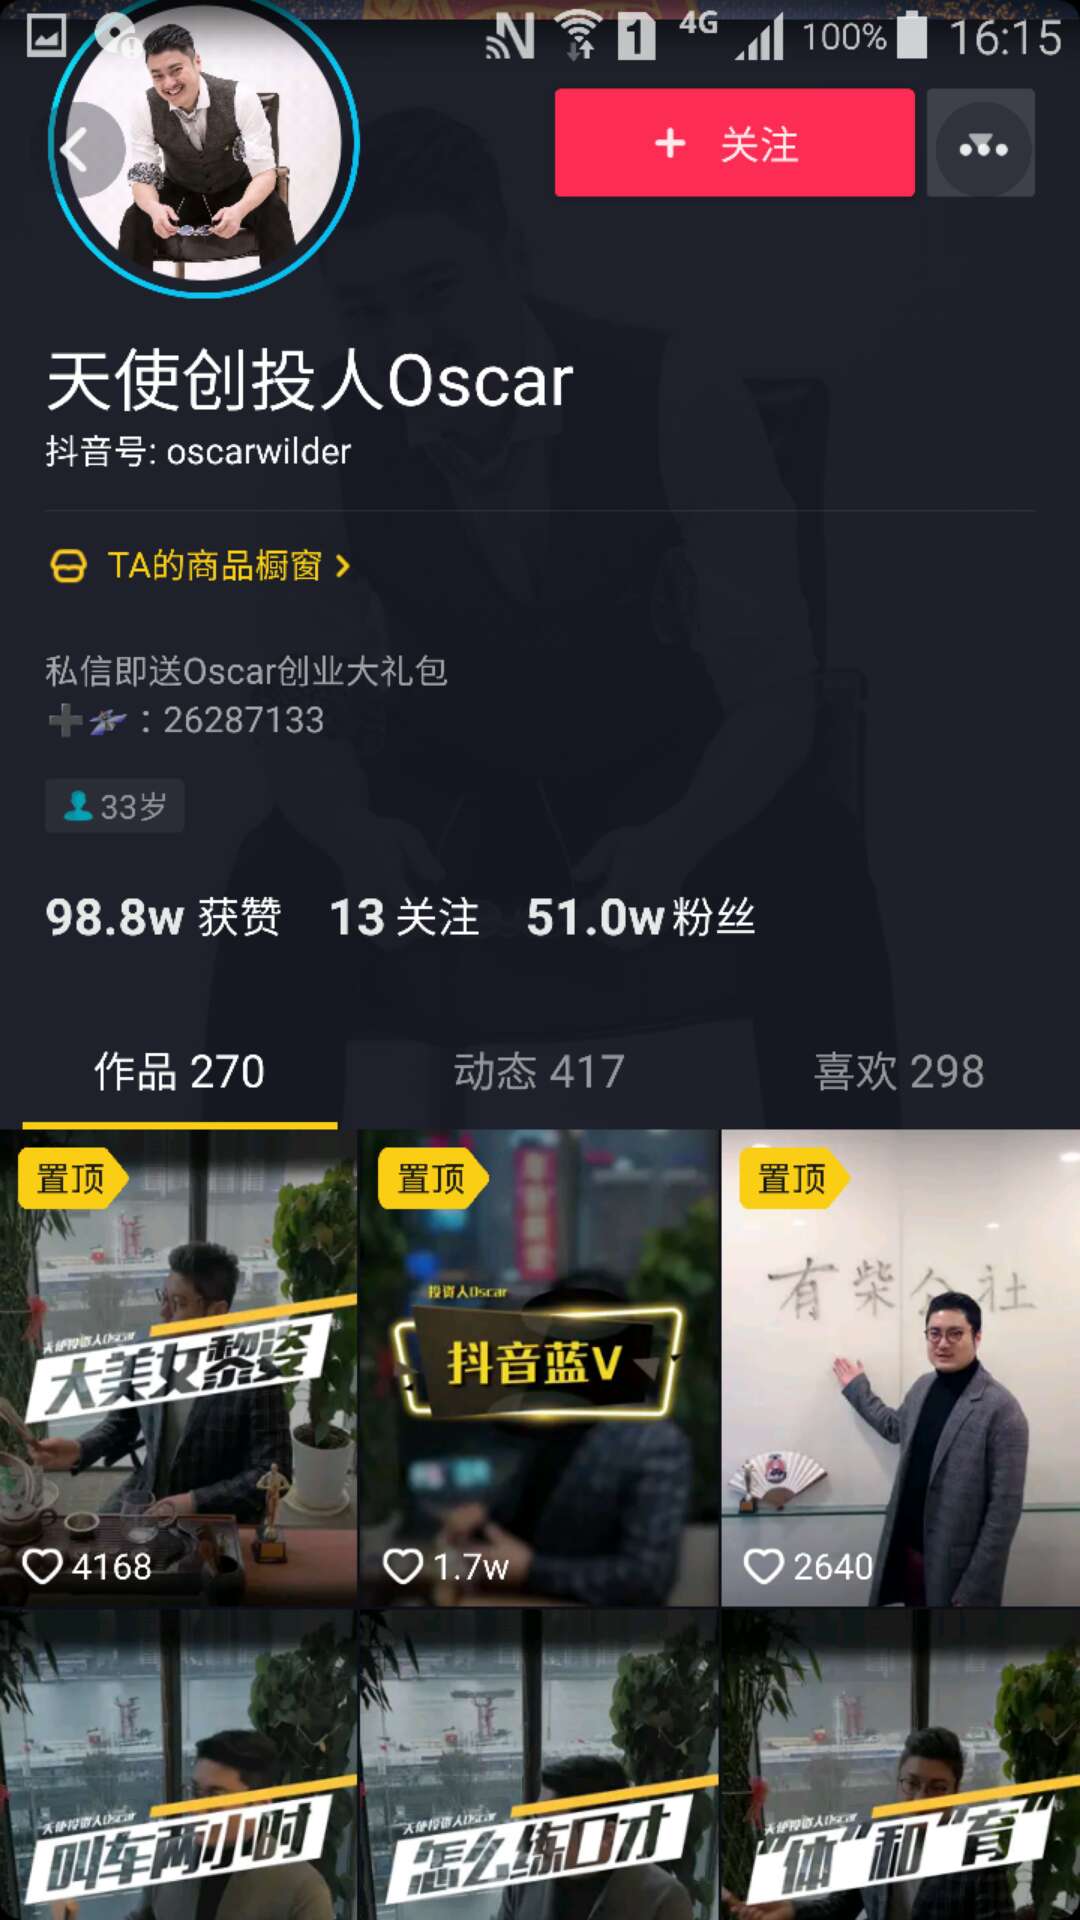 1 4G 100% 16:15
+ 关注
天使创投人Oscar
抖音号: oscarwilder
TA的商品橱窗
私信即送Oscar创业大礼包
：26287133
33岁
98.8w 获赞 13 关注 51.0w 粉丝
作品 270 动态 417 喜欢 298
置顶
天使投资人Oscar
大美女黎姿
4168
置顶
投资人Oscar
抖音蓝V
1.7w
置顶
有柴公社
2640
天使投资人Oscar
叫车两小时
天使投资人Oscar
怎么练口才
天使投资人Oscar
"体"和"育"